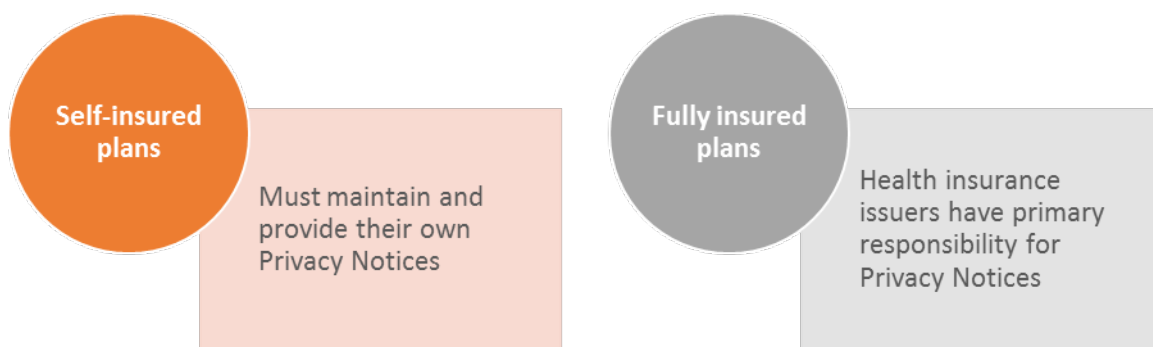 Self-insured
plans
Must maintain and
provide their own
Privacy Notices
Fully insured
plans
Health insurance
issuers have primary
responsibility for
Privacy Notices